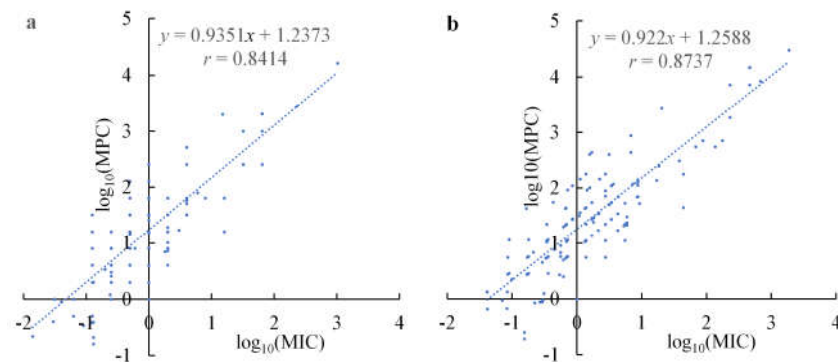 a
y = 0.9351x + 1.2373
r = 0.8414
log10(MPC)
5
4
3
2
1
0
-1
-2 -1 0 1 2 3 4
log10(MIC)
b
y = 0.922x + 1.2588
r = 0.8737
log10(MPC)
5
4
3
2
1
0
-1
-2 -1 0 1 2 3 4
log10(MIC)